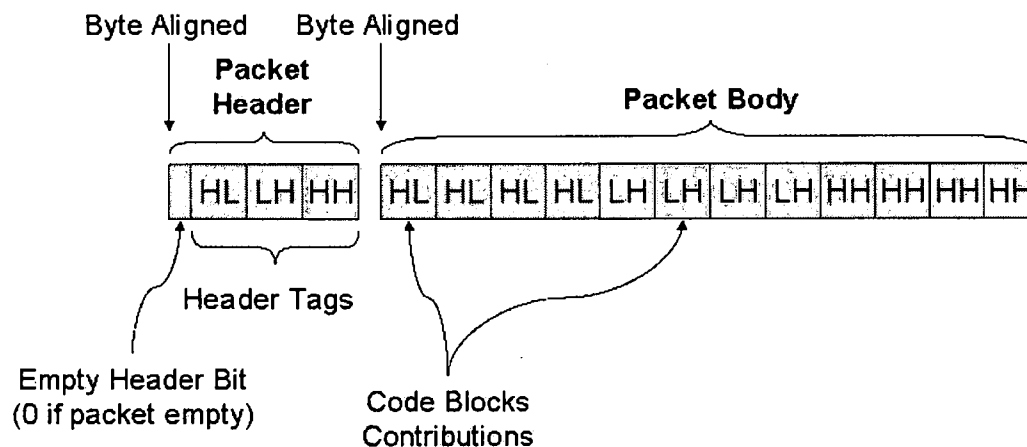 Byte Aligned Byte Aligned
Packet
Header
Packet Body
HL LH HH HL HL HL HL LH LH LH LH HH HH HH HH
Header Tags
Empty Header Bit
(0 if packet empty)
Code Blocks
Contributions